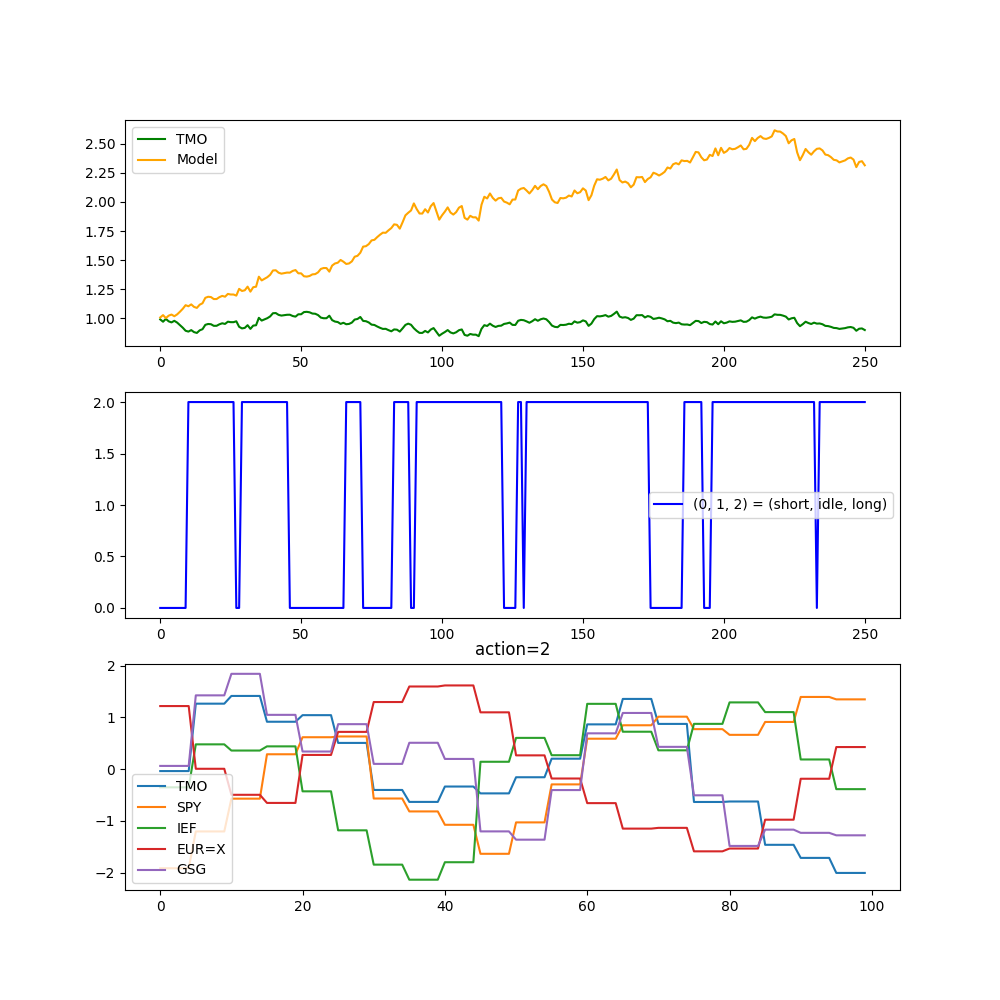 TMO
Model
2.50
2.25
2.00
1.75
1.50
1.25
1.00
0 50 100 150 200 250
2.0
1.5
1.0
0.5
0.0
(0, 1, 2) = (short, idle, long)
0 50 100 150 200 250
action=2
2
1
0
−1
−2
TMO
SPY
IEF
EUR=X
GSG
0 20 40 60 80 100